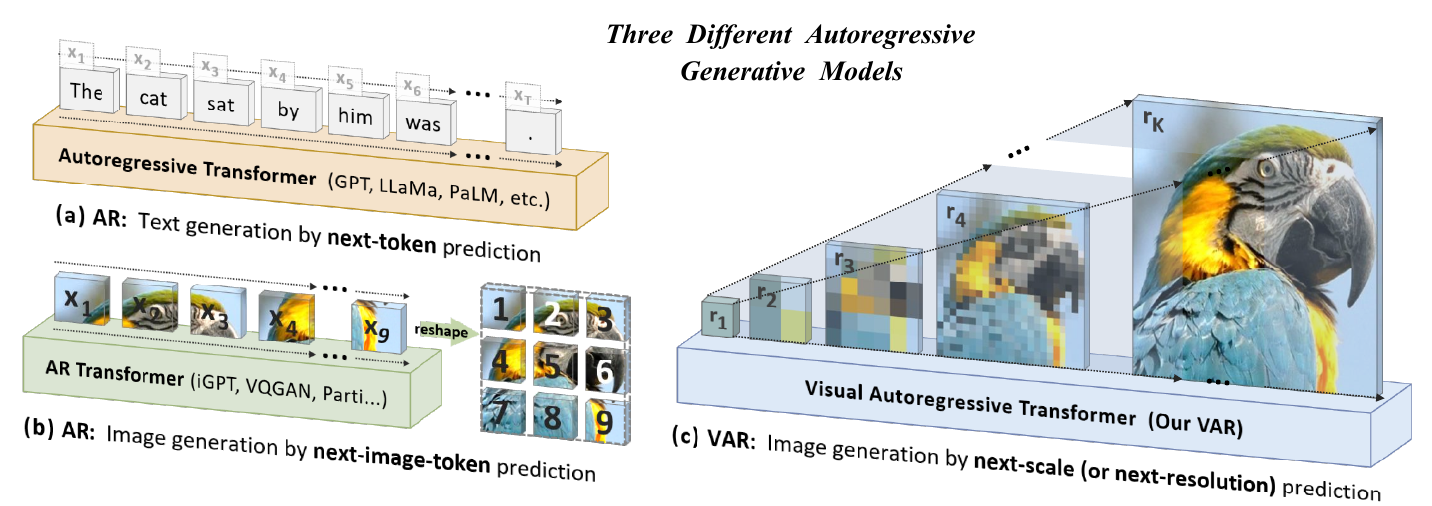 Three Different Autoregressive
Generative Models
x1 x2 x3 x4 x5 x6 ... xT
The cat sat by him was .
Autoregressive Transformer (GPT, LLaMa, PaLM, etc.)
(a) AR: Text generation by next-token prediction
x1 x2 x3 x4 ... x9
reshape
1 2 3
4 5 6
7 8 9
AR Transformer (iGPT, VQGAN, Parti...)
(b) AR: Image generation by next-image-token prediction
r1 r2 r3 r4 ... rK
Visual Autoregressive Transformer (Our VAR)
(c) VAR: Image generation by next-scale (or next-resolution) prediction